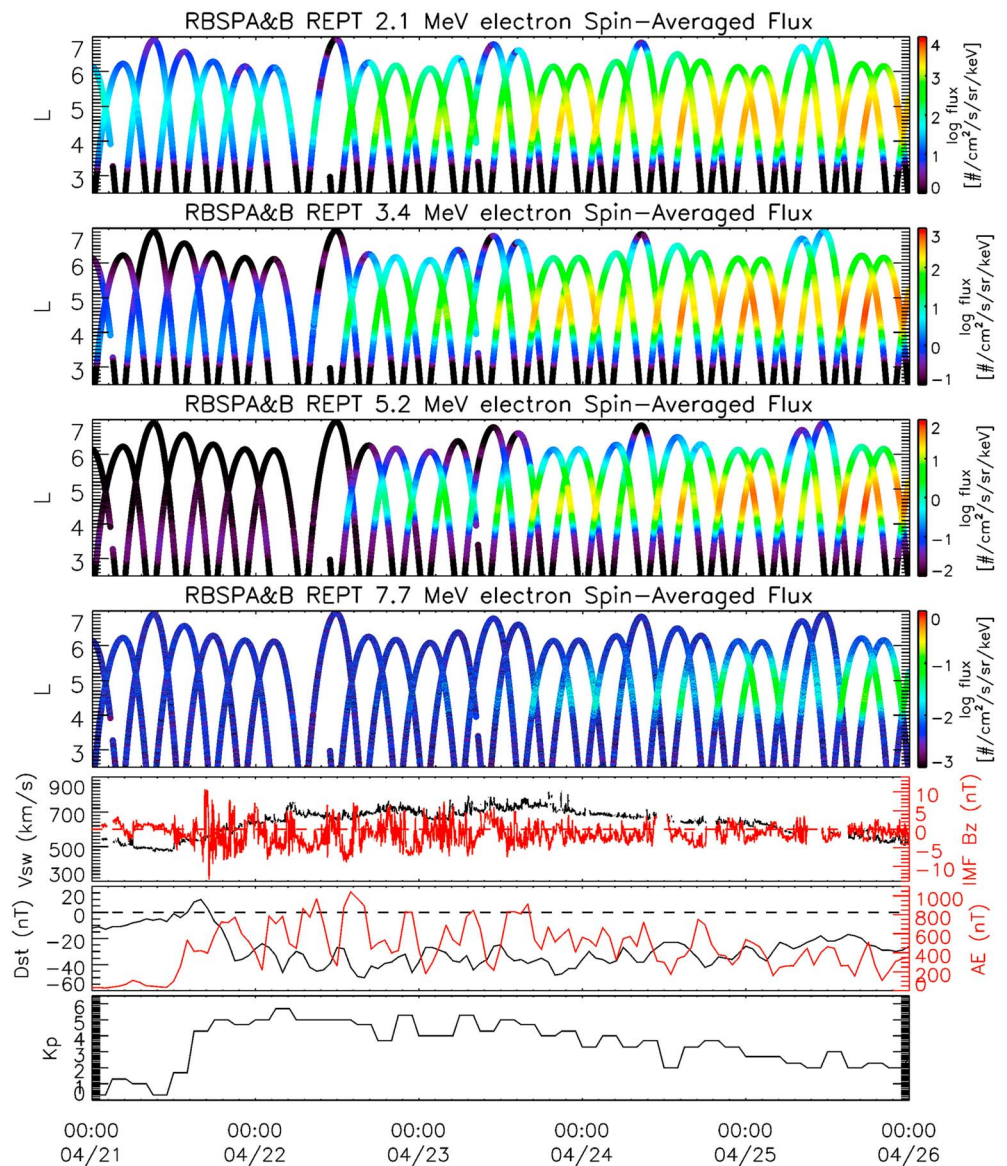 RBSPA&B REPT 2.1 MeV electron Spin-Averaged Flux
7
6
5
4
3
L
4
3
2
1
0
log flux
[#/cm²/s/sr/keV]
RBSPA&B REPT 3.4 MeV electron Spin-Averaged Flux
7
6
5
4
3
L
3
2
1
0
-1
log flux
[#/cm²/s/sr/keV]
RBSPA&B REPT 5.2 MeV electron Spin-Averaged Flux
7
6
5
4
3
L
2
1
0
-1
-2
log flux
[#/cm²/s/sr/keV]
RBSPA&B REPT 7.7 MeV electron Spin-Averaged Flux
7
6
5
4
3
L
0
-1
-2
-3
log flux
[#/cm²/s/sr/keV]
Vsw (km/s)
900
700
500
300
10
5
0
-5
-10
IMF Bz (nT)
Dst (nT)
20
0
-20
-40
-60
1000
800
600
400
200
0
AE (nT)
Kp
6
5
4
3
2
1
0
00:00 00:00 00:00 00:00 00:00 00:00
04/21 04/22 04/23 04/24 04/25 04/26